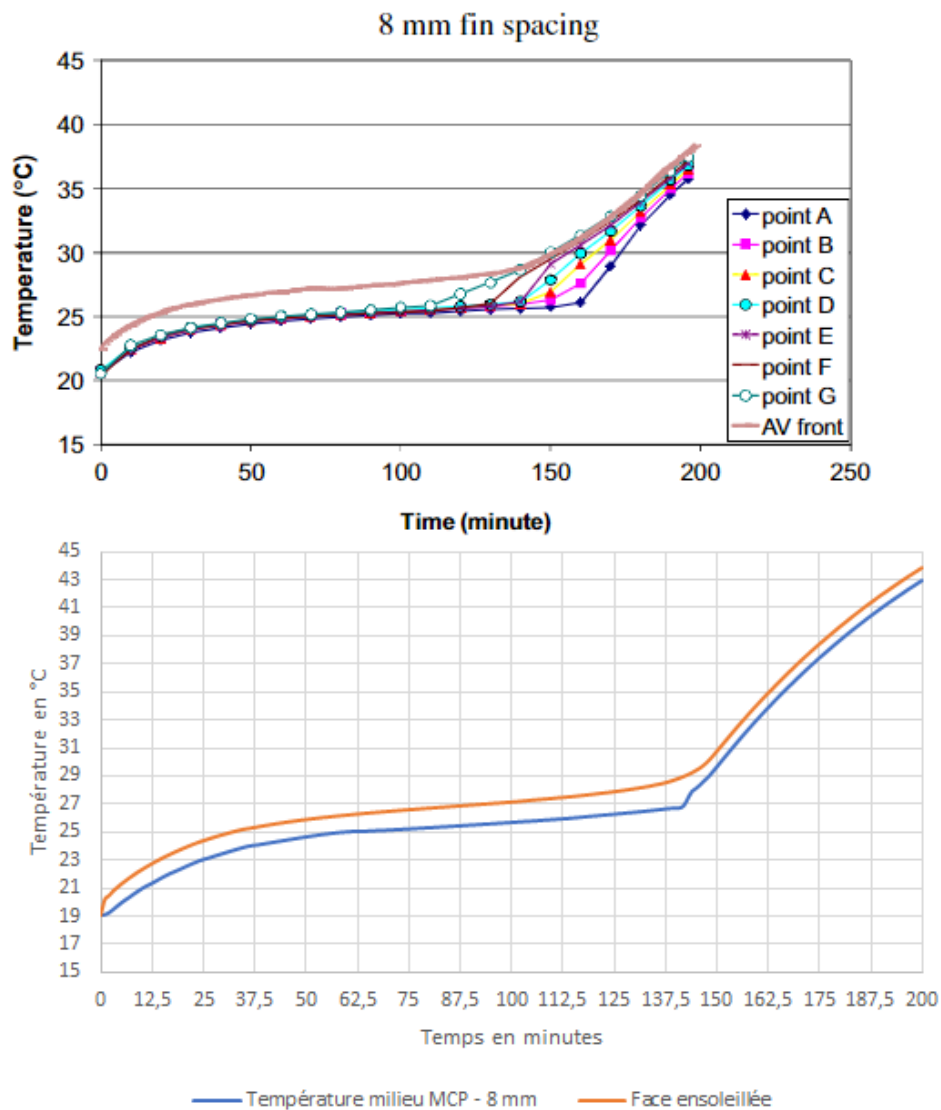 8 mm fin spacing
45
40
35
30
25
20
15
Temperature (°C)
0 50 100 150 200 250
Time (minute)
point A
point B
point C
point D
point E
point F
point G
AV front
45
43
41
39
37
35
33
31
29
27
25
23
21
19
17
15
Température en °C
0 12,5 25 37,5 50 62,5 75 87,5 100 112,5 125 137,5 150 162,5 175 187,5 200
Temps en minutes
Température milieu MCP - 8 mm Face ensoleillée